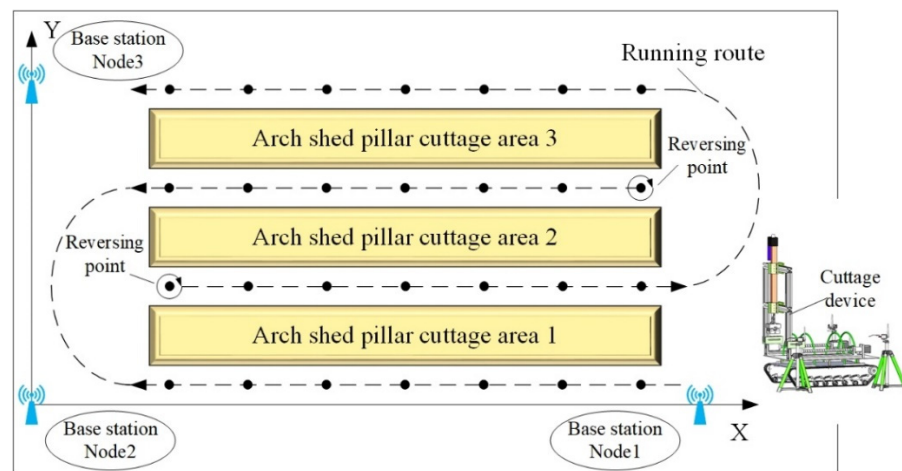 Y
Base station
Node3
Running route
Arch shed pillar cuttage area 3
Reversing
point
Arch shed pillar cuttage area 2
Reversing
point
Cuttage
device
Arch shed pillar cuttage area 1
Base station
Node2
Base station
Node1
X